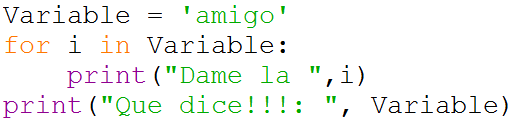 Variable = 'amigo'
for i in Variable:
    print("Dame la ",i)
print("Que dice!!!: ", Variable)